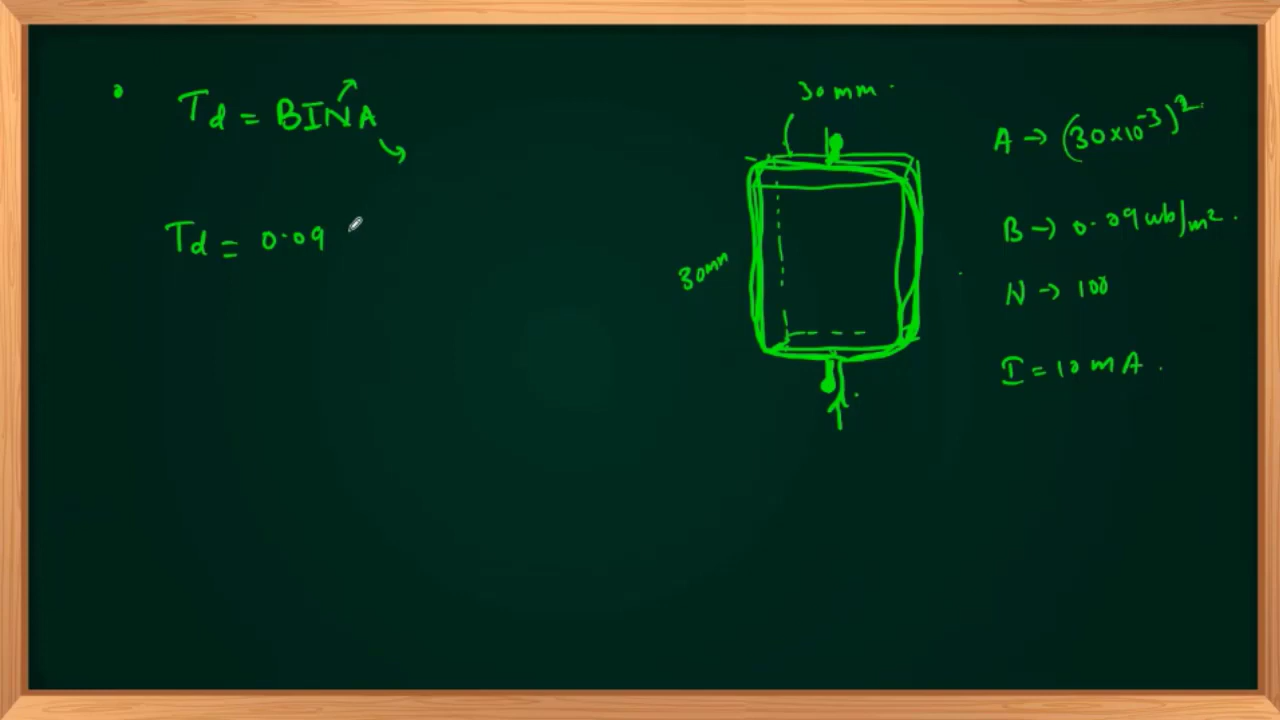 Td = BINA
Td = 0.09
30mm.
30mm
A → (30×10⁻³)².
B → 0.09 wb/m².
N → 100
I = 10 mA.